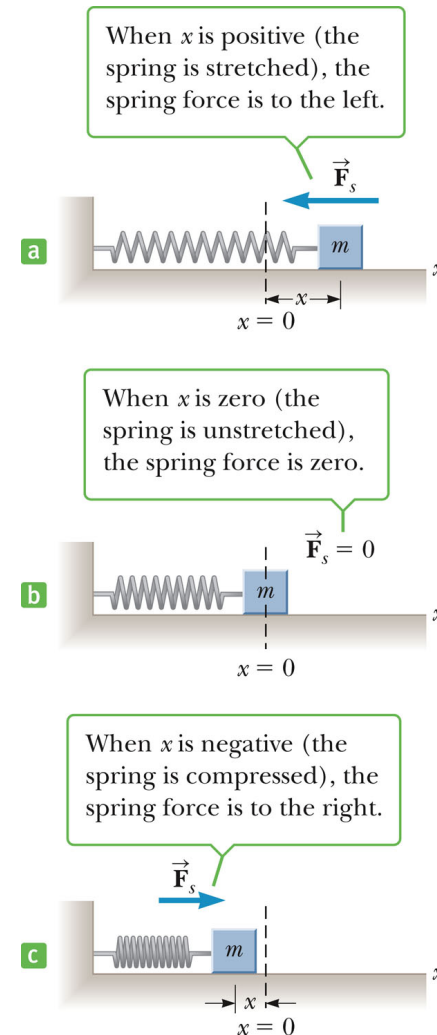 When x is positive (the
spring is stretched), the
spring force is to the left.
F⃗s
a
m
x
x
x = 0
When x is zero (the
spring is unstretched),
the spring force is zero.
F⃗s = 0
b
m
x
x = 0
When x is negative (the
spring is compressed), the
spring force is to the right.
F⃗s
c
m
x
x
x = 0